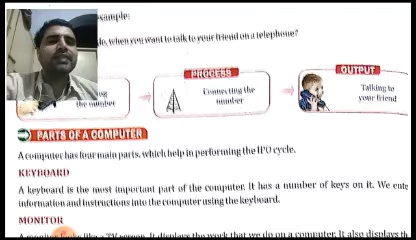 example:
do, when you want to talk to your friend on a telephone?
PROCESS
OUTPUT
the number
Connecting the
number
Talking to
your friend
PARTS OF A COMPUTER
A computer has four main parts, which help in performing the IPO cycle.
KEYBOARD
A keyboard is the most important part of the computer. It has a number of keys on it. We ente
information and instructions into the computer using the keyboard.
MONITOR
A monitor looks like a TV screen. It displays the work that we do on a computer. It also displays th